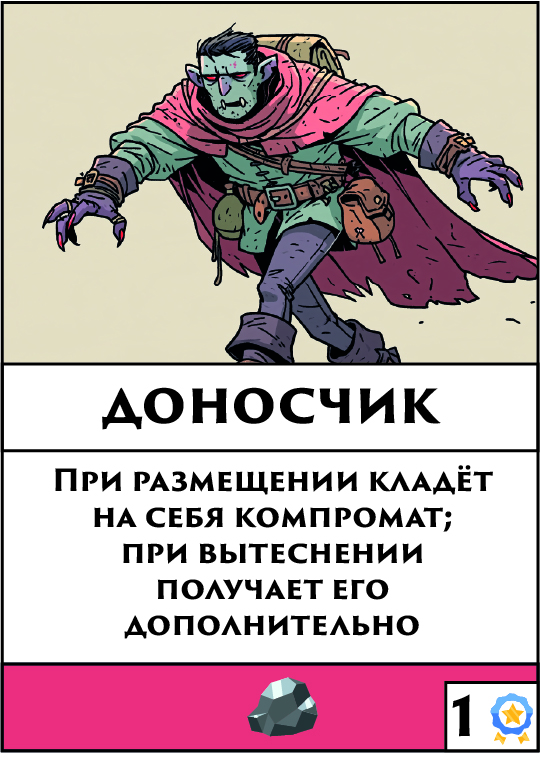 ДОНОСЧИК
ПРИ РАЗМЕЩЕНИИ КЛАДЁТ
НА СЕБЯ КОМПРОМАТ;
ПРИ ВЫТЕСНЕНИИ
ПОЛУЧАЕТ ЕГО
ДОПОЛНИТЕЛЬНО
1